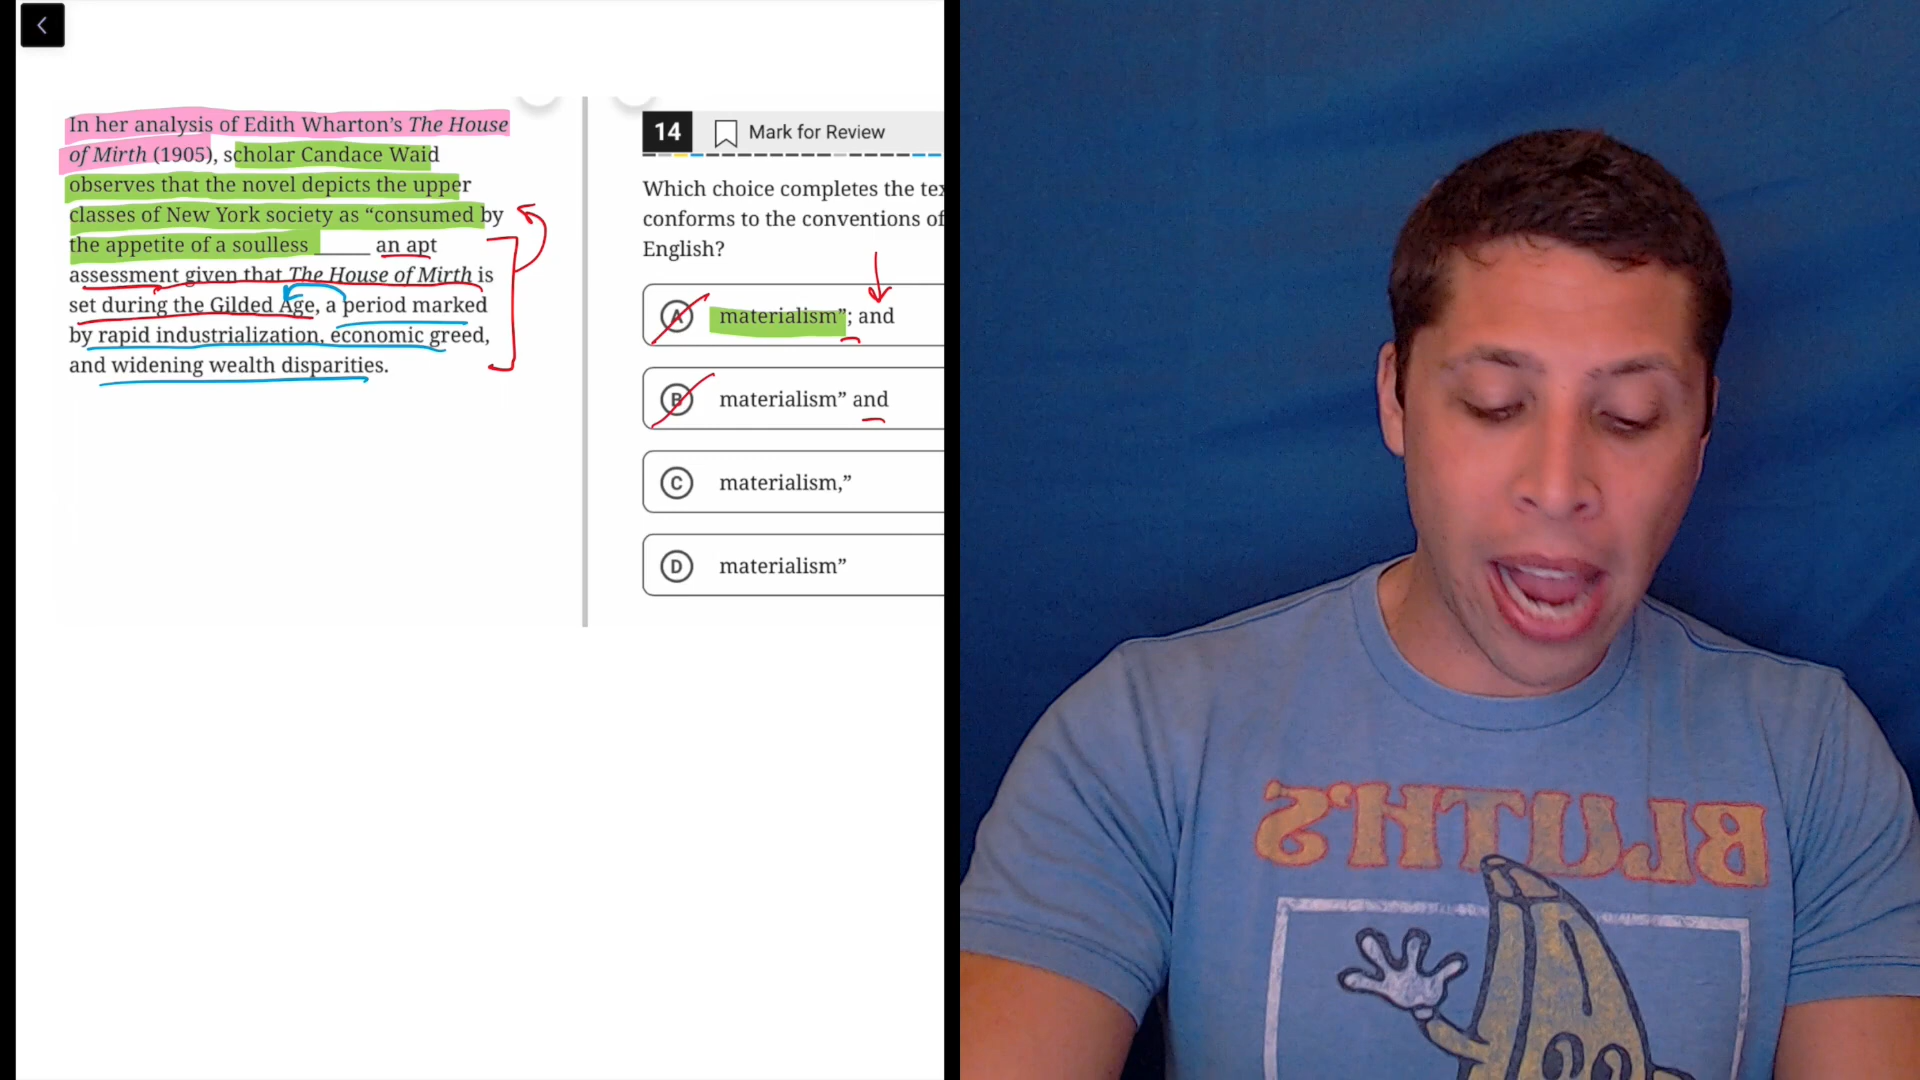 In her analysis of Edith Wharton’s The House
of Mirth (1905), scholar Candace Waid
observes that the novel depicts the upper
classes of New York society as “consumed by
the appetite of a soulless ______ an apt
assessment given that The House of Mirth is
set during the Gilded Age, a period marked
by rapid industrialization, economic greed,
and widening wealth disparities.
14 Mark for Review
Which choice completes the te
conforms to the conventions of
English?
A materialism”; and
B materialism” and
C materialism,”
D materialism”
BLUTH'S